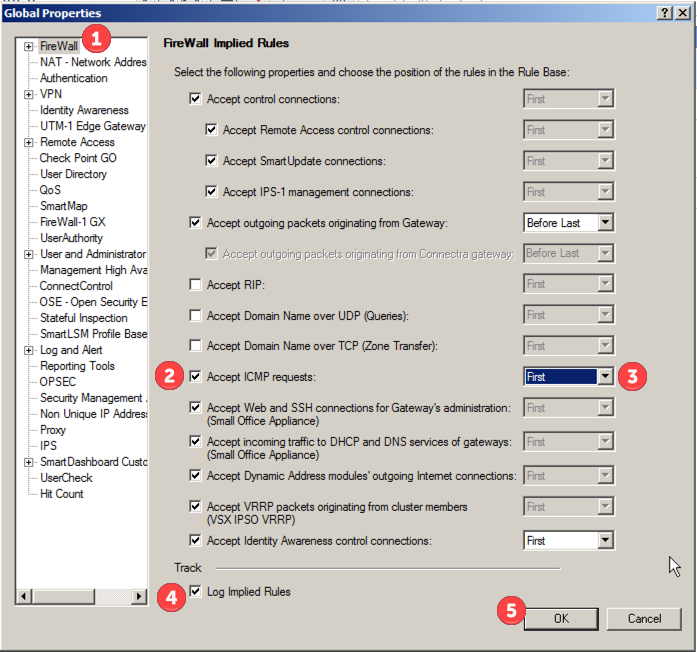 Global Properties
? X
1
FireWall
NAT - Network Addres
Authentication
VPN
Identity Awareness
UTM-1 Edge Gateway
Remote Access
Check Point GO
User Directory
QoS
SmartMap
FireWall-1 GX
UserAuthority
User and Administrator
Management High Ava
ConnectControl
OSE - Open Security E
Stateful Inspection
SmartLSM Profile Base
Log and Alert
Reporting Tools
OPSEC
Security Management
Non Unique IP Address
Proxy
IPS
SmartDashboard Custo
UserCheck
Hit Count
FireWall Implied Rules
Select the following properties and choose the position of the rules in the Rule Base:
Accept control connections: First
Accept Remote Access control connections: First
Accept SmartUpdate connections: First
Accept IPS-1 management connections: First
Accept outgoing packets originating from Gateway: Before Last
Accept outgoing packets originating from Connectra gateway: Before Last
Accept RIP: First
Accept Domain Name over UDP (Queries): First
Accept Domain Name over TCP (Zone Transfer): First
2 Accept ICMP requests: First 3
Accept Web and SSH connections for Gateway's administration: First
(Small Office Appliance)
Accept incoming traffic to DHCP and DNS services of gateways: First
(Small Office Appliance)
Accept Dynamic Address modules' outgoing Internet connections: First
Accept VRRP packets originating from cluster members First
(VSX IPSO VRRP)
Accept Identity Awareness control connections: First
Track
4 Log Implied Rules
5 OK Cancel